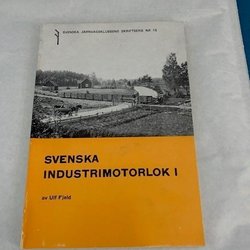 SVENSKA JÄRNVÄGSKLUBBENS SKRIFTSERIE NR 15
SVENSKA
INDUSTRIMOTORLOK I
av Ulf Fjeld